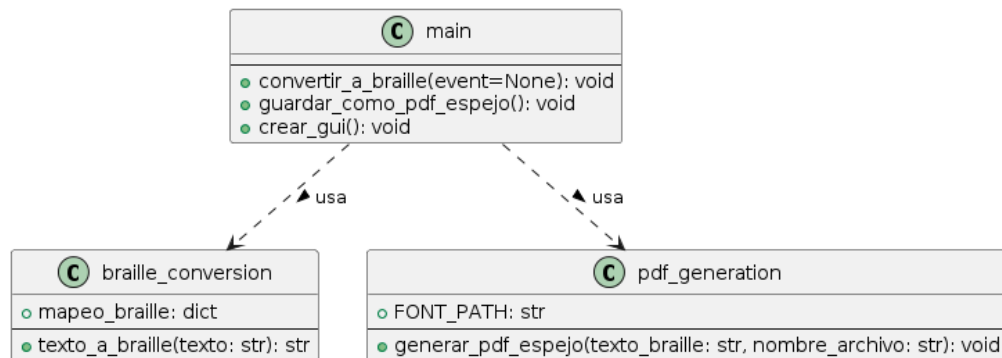 C main
convertir_a_braille(event=None): void
guardar_como_pdf_espejo(): void
crear_gui(): void
usa
usa
C braille_conversion
mapeo_braille: dict
texto_a_braille(texto: str): str
C pdf_generation
FONT_PATH: str
generar_pdf_espejo(texto_braille: str, nombre_archivo: str): void